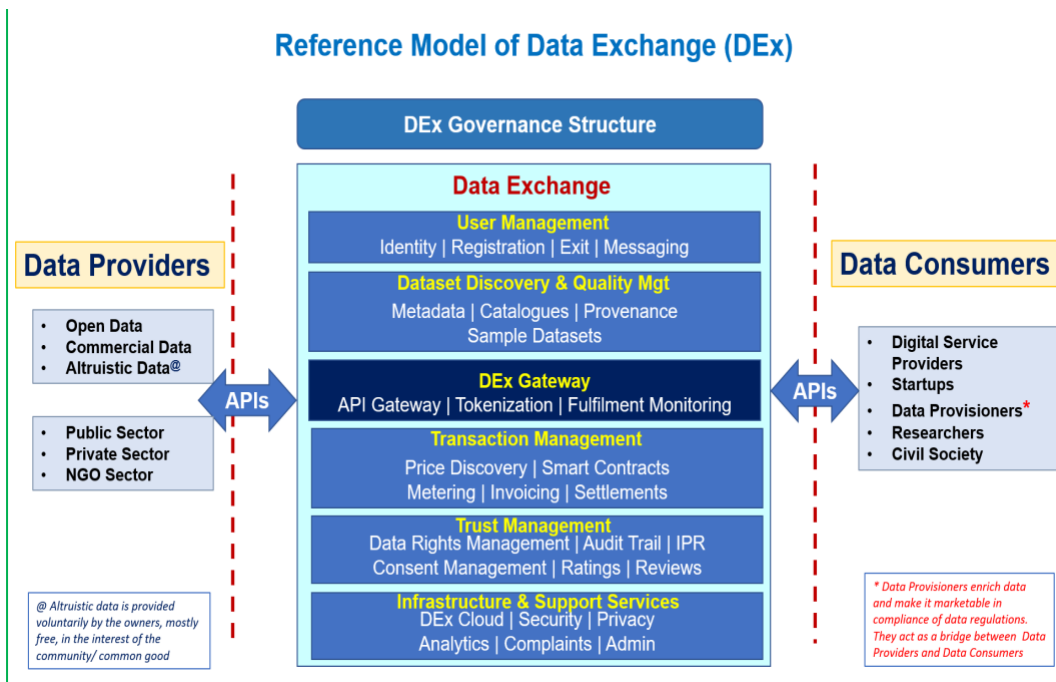 Reference Model of Data Exchange (DEx)
DEx Governance Structure
Data Providers
• Open Data
• Commercial Data
• Altruistic Data@
• Public Sector
• Private Sector
• NGO Sector
@ Altruistic data is provided
voluntarily by the owners, mostly
free, in the interest of the
community/ common good
APIs
Data Exchange
User Management
Identity | Registration | Exit | Messaging
Dataset Discovery & Quality Mgt
Metadata | Catalogues | Provenance
Sample Datasets
DEx Gateway
API Gateway | Tokenization | Fulfilment Monitoring
Transaction Management
Price Discovery | Smart Contracts
Metering | Invoicing | Settlements
Trust Management
Data Rights Management | Audit Trail | IPR
Consent Management | Ratings | Reviews
Infrastructure & Support Services
DEx Cloud | Security | Privacy
Analytics | Complaints | Admin
APIs
Data Consumers
• Digital Service
Providers
• Startups
• Data Provisioners*
• Researchers
• Civil Society
* Data Provisioners enrich data
and make it marketable in
compliance of data regulations.
They act as a bridge between Data
Providers and Data Consumers